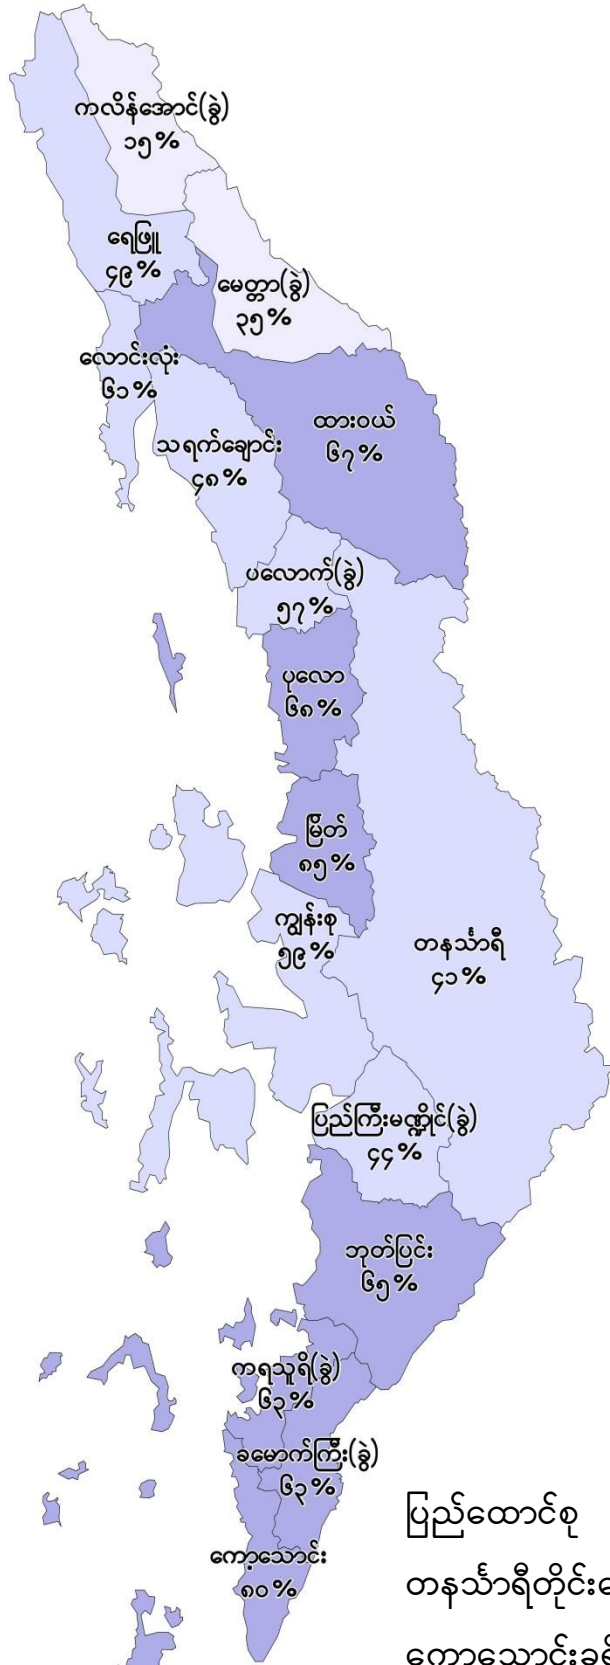 ကလိန်အောင်(ခွဲ)
၁၅%
ရေဖြူ
၄၉%
မေတ္တာ(ခွဲ)
၃၅%
လောင်းလုံး
၆၁%
ထားဝယ်
၆၇%
သရက်ချောင်း
၄၈%
ပလောက်(ခွဲ)
၅၇%
ပုလော
၆၈%
မြိတ်
၈၅%
ကျွန်းစု
၅၉%
တနင်္သာရီ
၄၁%
ပြည်ကြီးမဏ္ဍိုင်(ခွဲ)
၄၄%
ဘုတ်ပြင်း
၆၅%
ကရသူရိ(ခွဲ)
၆၃%
ခမောက်ကြီး(ခွဲ)
၆၃%
ကော့သောင်း
၈၀%
ပြည်ထောင်စု
တနင်္သာရီတိုင်း